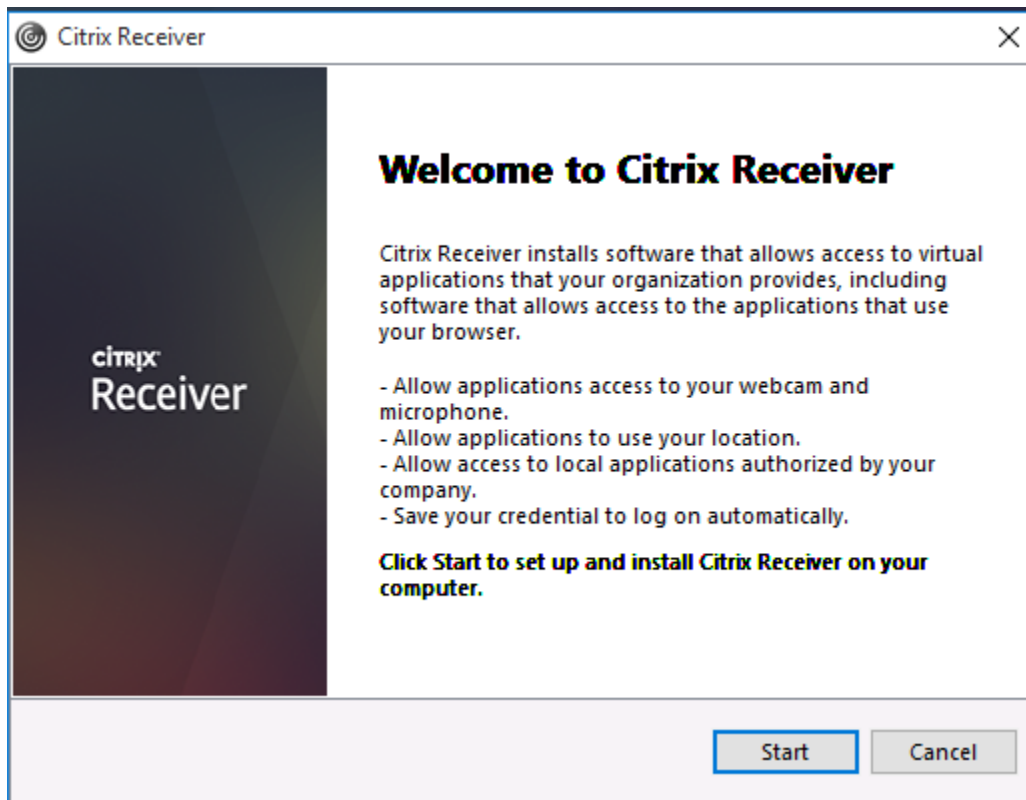 Citrix Receiver
Welcome to Citrix Receiver
Citrix Receiver installs software that allows access to virtual
applications that your organization provides, including
software that allows access to the applications that use
your browser.
CİTRIX
Receiver
- Allow applications access to your webcam and
microphone.
- Allow applications to use your location.
- Allow access to local applications authorized by your
company.
- Save your credential to log on automatically.
Click Start to set up and install Citrix Receiver on your
computer.
Start
Cancel